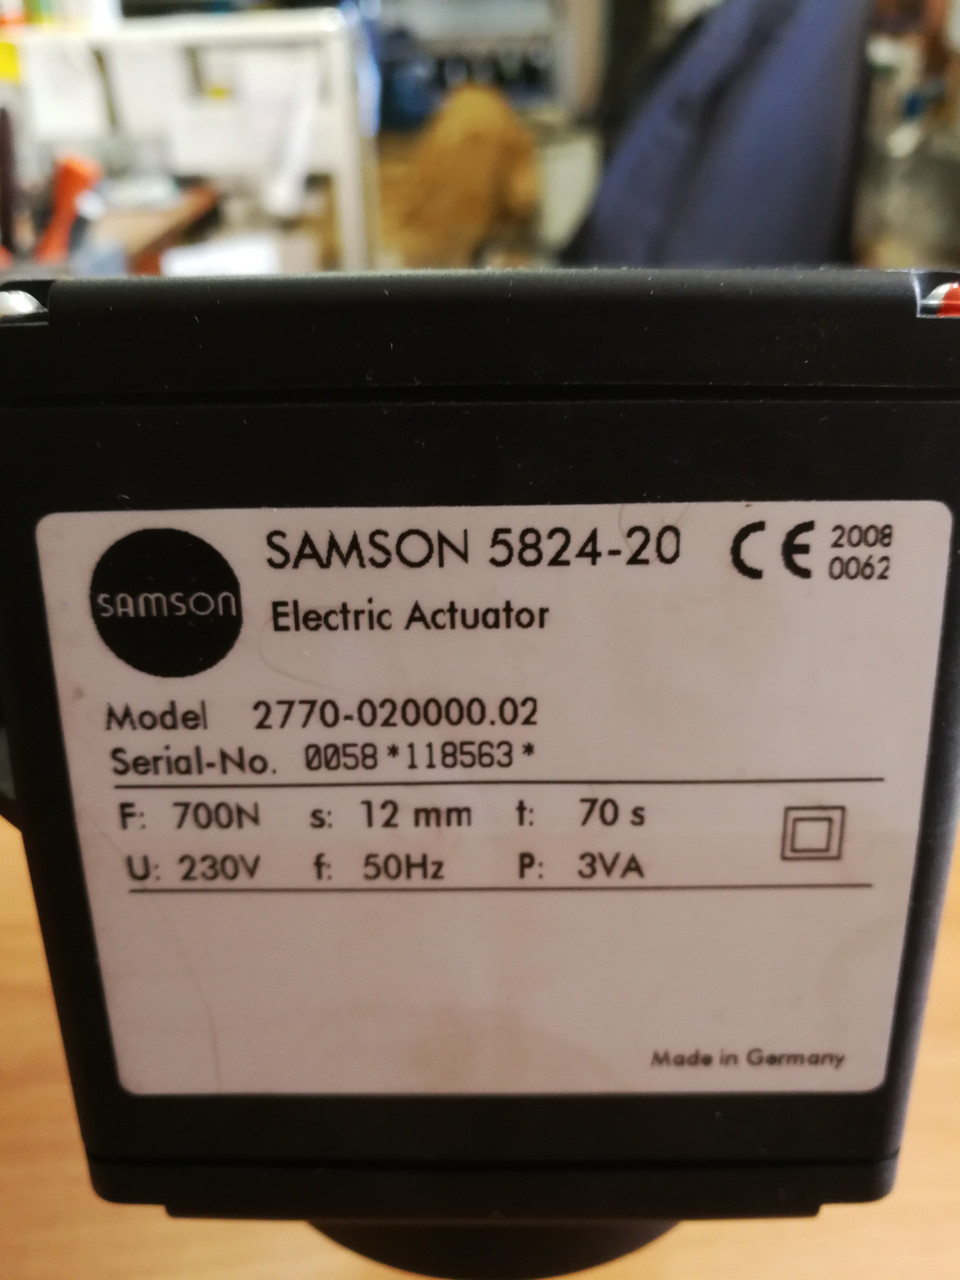 SAMSON
SAMSON 5824-20
CE 2008
0062
Electric Actuator
Model 2770-020000.02
Serial-No. 0058*118563*
F: 700N s: 12 mm t: 70 s
U: 230V f: 50Hz P: 3VA
Made in Germany